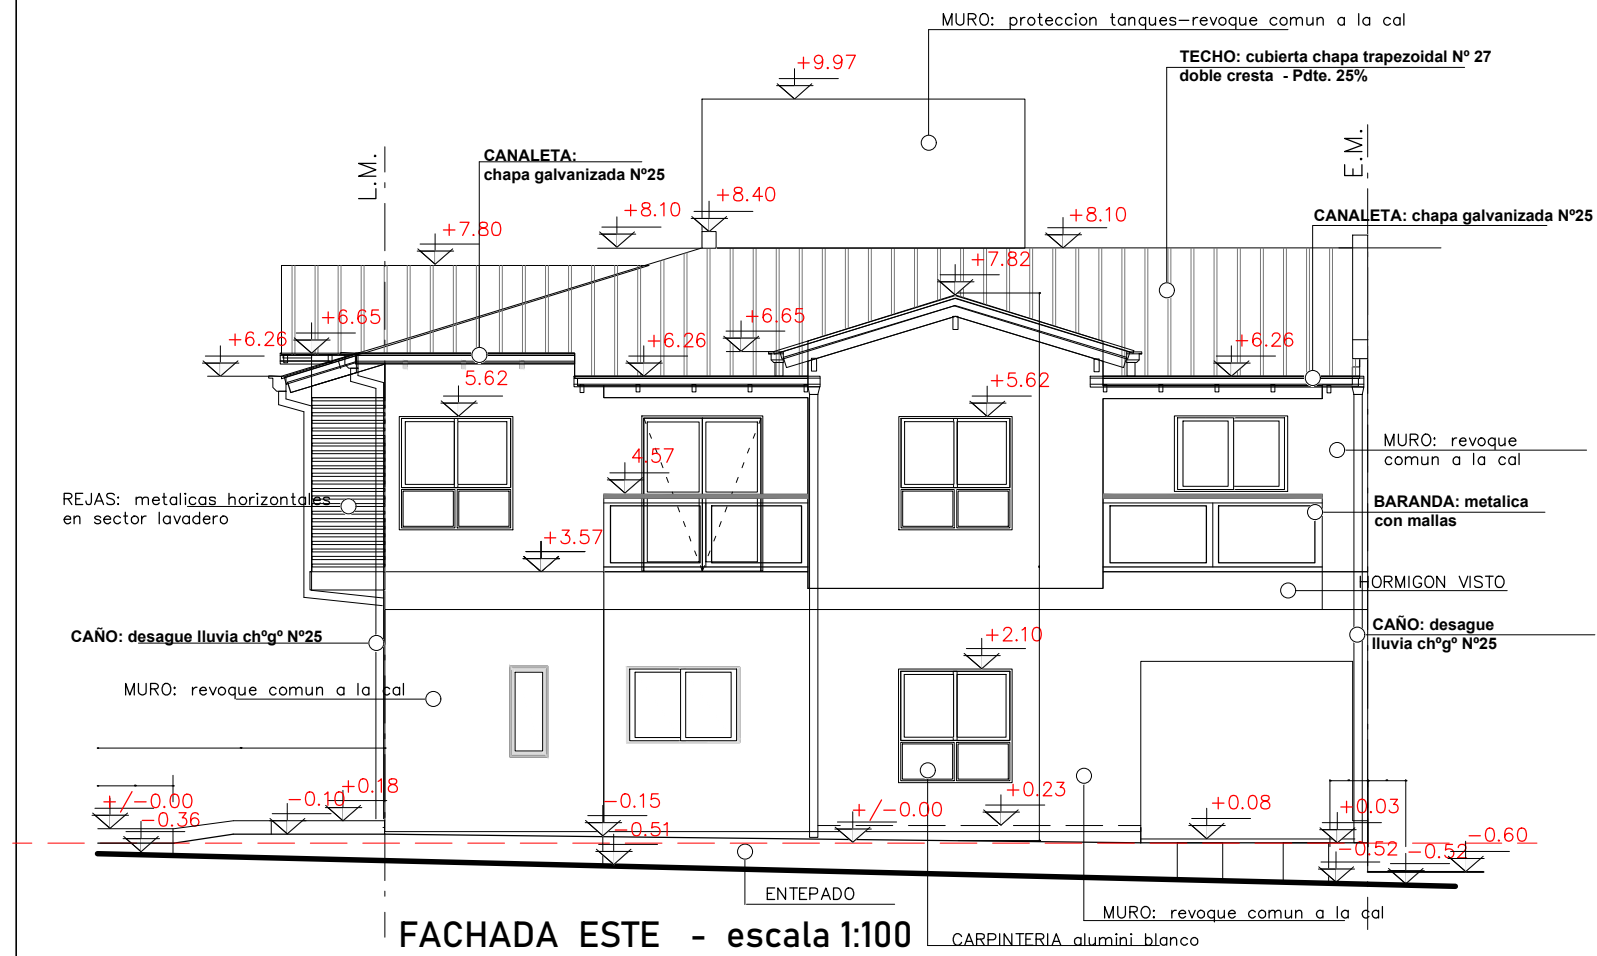 MURO: proteccion tanques-revoque comun a la cal
TECHO: cubierta chapa trapezoidal Nº 27
doble cresta - Pdte. 25%
+9.97
L.M.
E.M.
CANALETA:
chapa galvanizada Nº25
+8.40
+8.10
+8.10
CANALETA: chapa galvanizada Nº25
+7.80
+7.82
+6.65
+6.65
+6.26
+6.26
+6.26
5.62
+5.62
MURO: revoque
comun a la cal
4.57
REJAS: metalicas horizontales
en sector lavadero
BARANDA: metalica
con mallas
+3.57
HORMIGON VISTO
CAÑO: desague lluvia chºgº Nº25
CAÑO: desague
lluvia chºgº Nº25
+2.10
MURO: revoque comun a la cal
+/-0.00
-0.36
-0.10
+0.18
-0.15
-0.51
+/-0.00
+0.23
+0.08
+0.03
-0.52
-0.52
-0.60
ENTEPADO
MURO: revoque comun a la cal
FACHADA ESTE - escala 1:100
CARPINTERIA alumini blanco